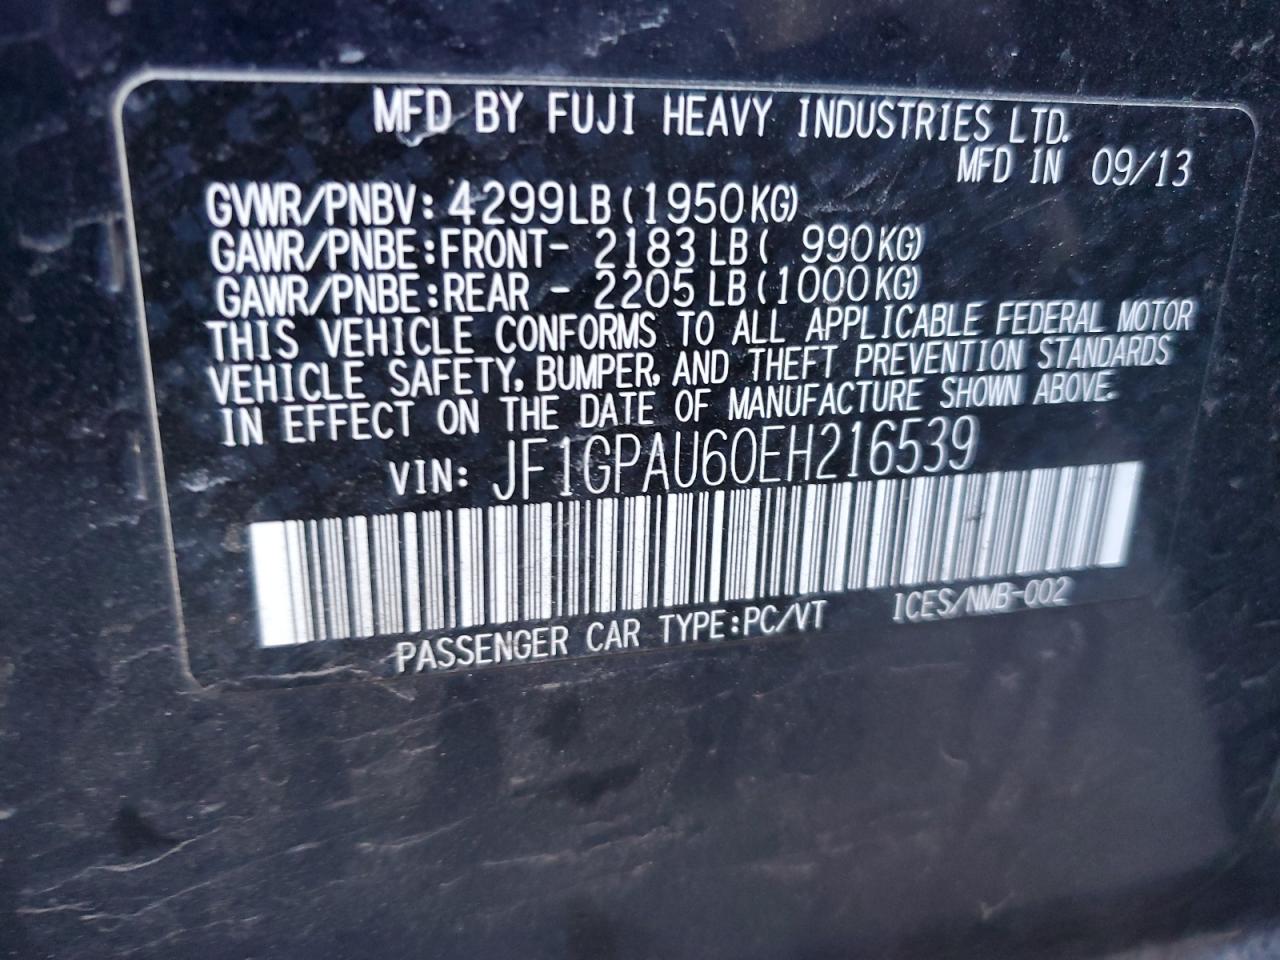 MFD BY FUJI HEAVY INDUSTRIES LTD.
MFD IN 09/13
GVWR/PNBV: 4299LB (1950KG)
GAWR/PNBE:FRONT- 2183 LB ( 990KG)
GAWR/PNBE:REAR - 2205 LB (1000KG)
THIS VEHICLE CONFORMS TO ALL APPLICABLE FEDERAL MOTOR
VEHICLE SAFETY, BUMPER, AND THEFT PREVENTION STANDARDS
IN EFFECT ON THE DATE OF MANUFACTURE SHOWN ABOVE.
VIN: JF1GPAU60EH216539
PASSENGER CAR TYPE:PC/VT ICES/NMB-002